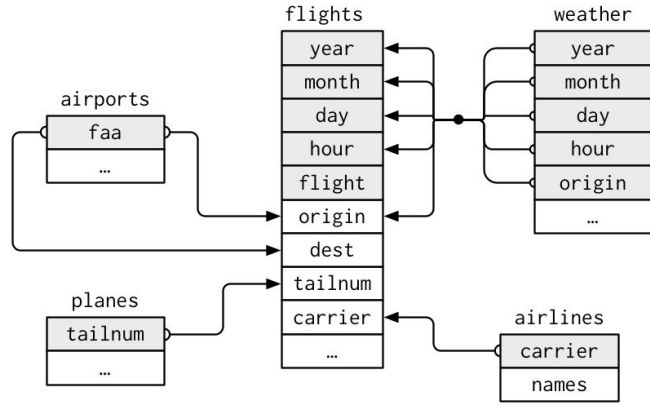 flights
year
month
day
hour
flight
origin
dest
tailnum
carrier
…
weather
year
month
day
hour
origin
…
airports
faa
…
planes
tailnum
…
airlines
carrier
names